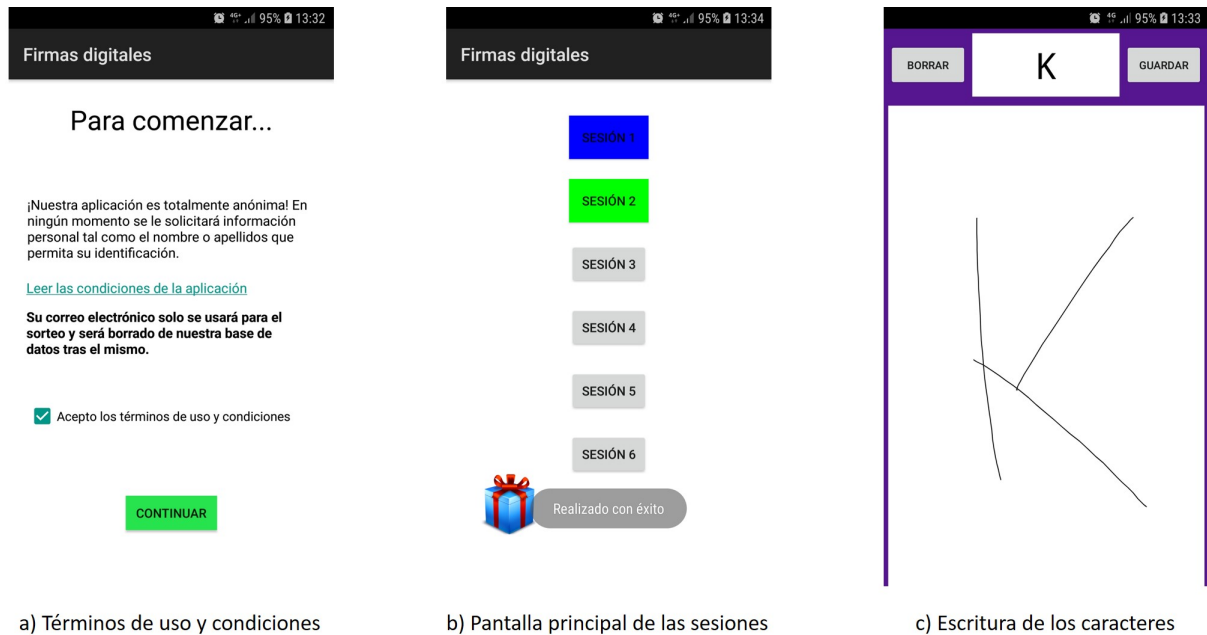 4G+ 95% 13:32
Firmas digitales
Para comenzar...
¡Nuestra aplicación es totalmente anónima! En
ningún momento se le solicitará información
personal tal como el nombre o apellidos que
permita su identificación.
Leer las condiciones de la aplicación
Su correo electrónico solo se usará para el
sorteo y será borrado de nuestra base de
datos tras el mismo.
Acepto los términos de uso y condiciones
CONTINUAR
a) Términos de uso y condiciones
4G+ 95% 13:34
Firmas digitales
SESIÓN 1
SESIÓN 2
SESIÓN 3
SESIÓN 4
SESIÓN 5
SESIÓN 6
Realizado con éxito
b) Pantalla principal de las sesiones
4G 95% 13:33
BORRAR
K
GUARDAR
K
c) Escritura de los caracteres